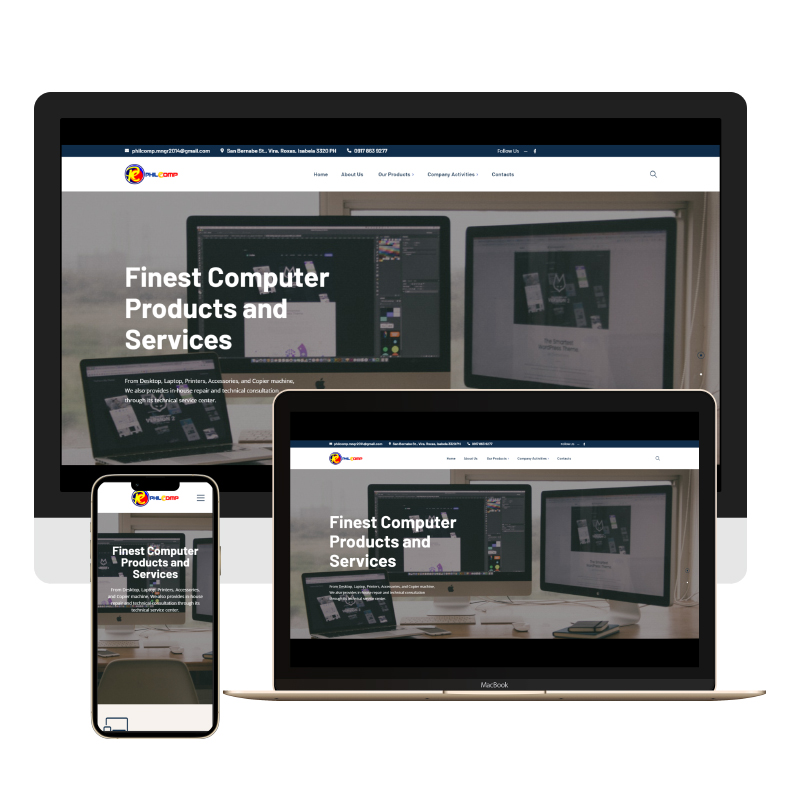 philcomp.mngr2014@gmail.com San Bernabe St., Vira, Roxas, Isabela 3320 PH 0917 863 9277 Follow Us
PHILCOMP
Home About Us Our Products Company Activities Contacts
Finest Computer
Products and
Services
From Desktop, Laptop, Printers, Accessories, and Copier machine,
We also provides in-house repair and technical consultation
through its technical service center.
philcomp.mngr2014@gmail.com San Bernabe St., Vira, Roxas, Isabela 3320 PH 0917 863 9277 Follow Us
PHILCOMP
Home About Us Our Products Company Activities Contacts
Finest Computer
Products and
Services
From Desktop, Laptop, Printers, Accessories, and Copier machine,
We also provides in-house repair and technical consultation
through its technical service center.
MacBook
PHILCOMP
Finest Computer
Products and
Services
From Desktop, Laptop, Printers, Accessories,
and Copier machine, We also provides in-house
repair and technical consultation through its
technical service center.